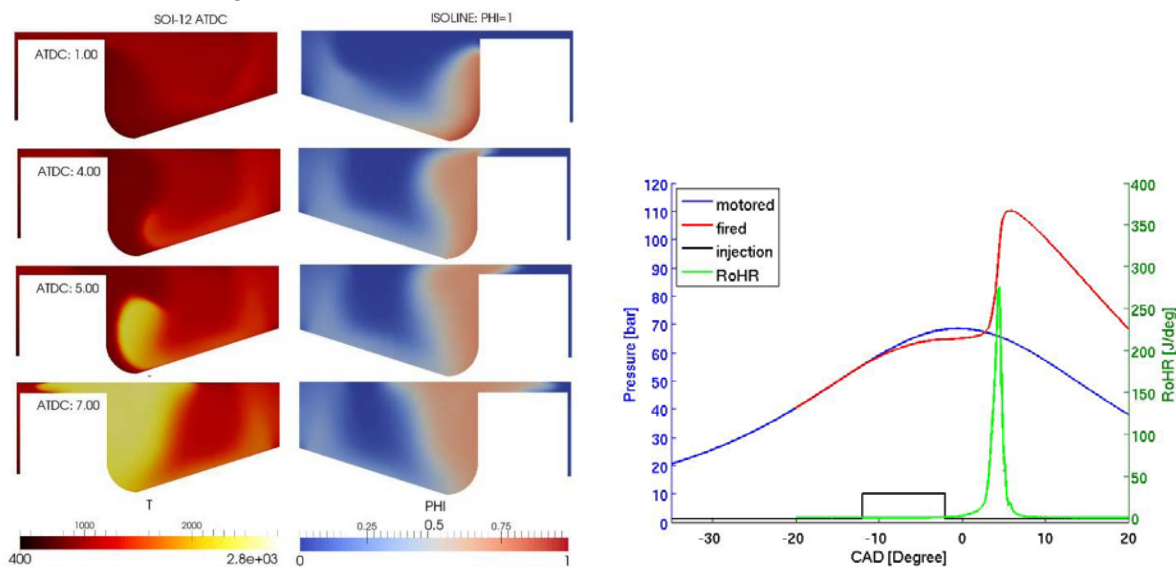 SOI-12 ATDC
ISOLINE: PHI=1
ATDC: 1.00
ATDC: 4.00
ATDC: 5.00
ATDC: 7.00
T
PHI
1000 2000
400 2.8e+03
0.25 0.5 0.75
0 1
motored
fired
injection
RoHR
120
110
100
90
80
70
60
50
40
30
20
10
0
Pressure [bar]
400
350
300
250
200
150
100
50
0
RoHR [J/deg]
-30 -20 -10 0 10 20
CAD [Degree]